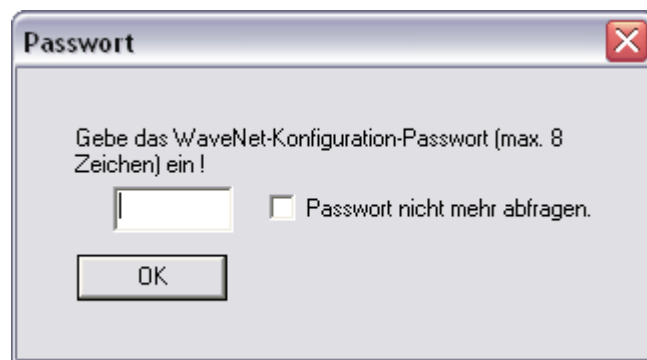 Passwort
Gebe das WaveNet-Konfiguration-Passwort (max. 8
Zeichen) ein !
Passwort nicht mehr abfragen.
OK